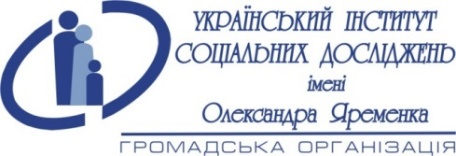 УКРАЇНСЬКИЙ ІНСТИТУТ
СОЦІАЛЬНИХ ДОСЛІДЖЕНЬ
імені
Олександра Яременка
ГРОМАДСЬКА ОРГАНІЗАЦІЯ